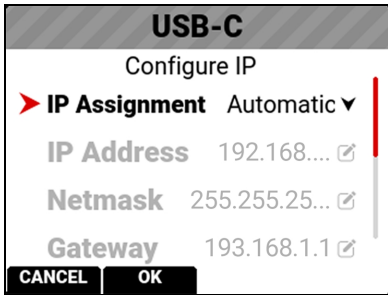 USB-C
Configure IP
IP Assignment Automatic
IP Address 192.168....
Netmask 255.255.25...
Gateway 193.168.1.1
CANCEL OK